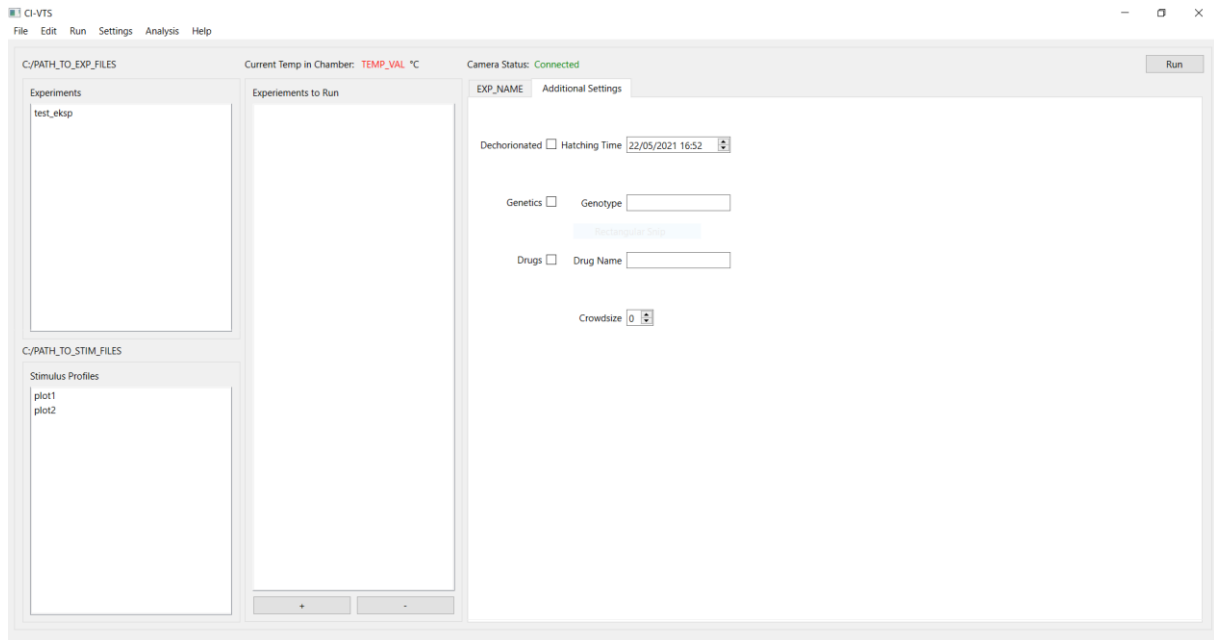 CI-VTS
File Edit Run Settings Analysis Help
C:/PATH_TO_EXP_FILES
Current Temp in Chamber: TEMP_VAL °C
Camera Status: Connected
Run
Experiments
test_eksp
Experiements to Run
EXP_NAME Additional Settings
Dechorionated Hatching Time 22/05/2021 16:52
Genetics Genotype
Rectangular Snip
Drugs Drug Name
Crowdsize 0
C:/PATH_TO_STIM_FILES
Stimulus Profiles
plot1
plot2
+ -